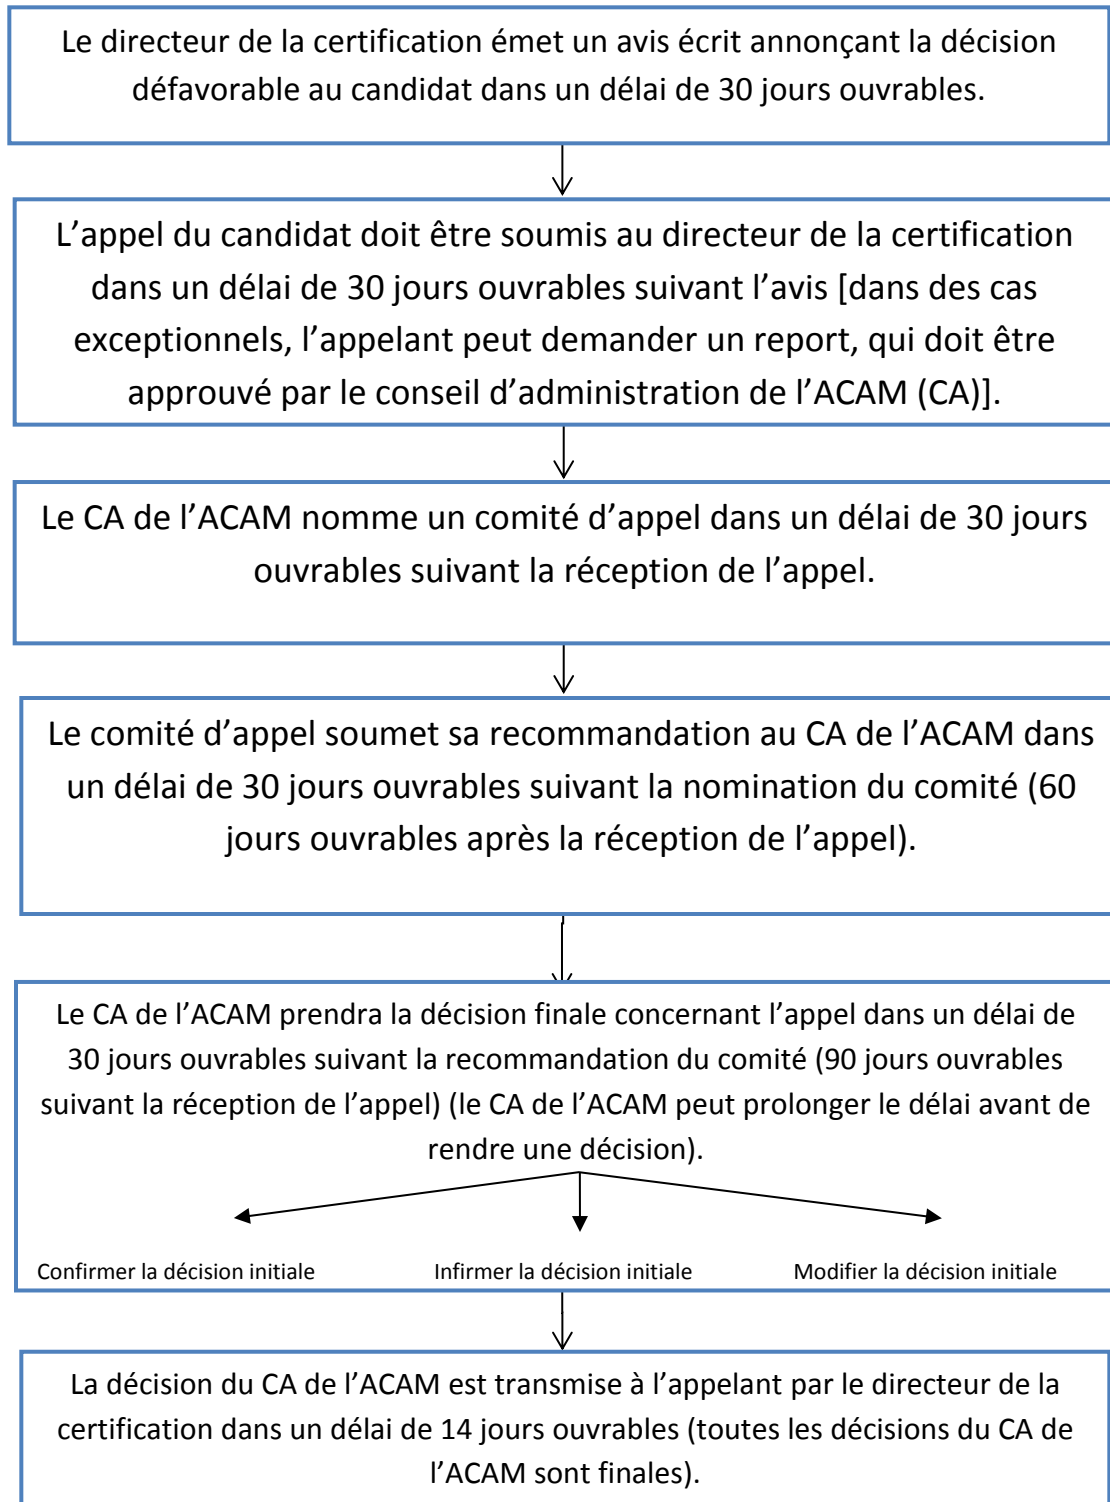 Le directeur de la certification émet un avis écrit annonçant la décision
défavorable au candidat dans un délai de 30 jours ouvrables.
L’appel du candidat doit être soumis au directeur de la certification
dans un délai de 30 jours ouvrables suivant l’avis [dans des cas
exceptionnels, l’appelant peut demander un report, qui doit être
approuvé par le conseil d’administration de l’ACAM (CA)].
Le CA de l’ACAM nomme un comité d’appel dans un délai de 30 jours
ouvrables suivant la réception de l’appel.
Le comité d’appel soumet sa recommandation au CA de l’ACAM dans
un délai de 30 jours ouvrables suivant la nomination du comité (60
jours ouvrables après la réception de l’appel).
Le CA de l’ACAM prendra la décision finale concernant l’appel dans un délai de
30 jours ouvrables suivant la recommandation du comité (90 jours ouvrables
suivant la réception de l’appel) (le CA de l’ACAM peut prolonger le délai avant de
rendre une décision).
Confirmer la décision initiale Infirmer la décision initiale Modifier la décision initiale
La décision du CA de l’ACAM est transmise à l’appelant par le directeur de la
certification dans un délai de 14 jours ouvrables (toutes les décisions du CA de
l’ACAM sont finales).